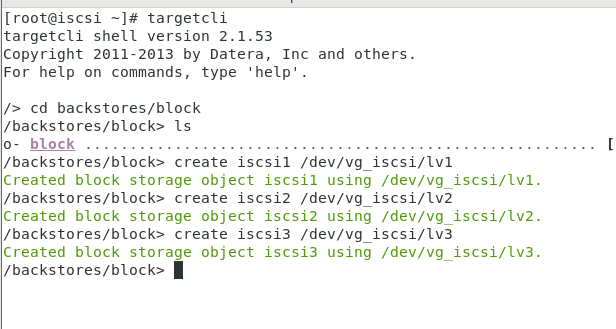 [root@iscsi ~]# targetcli
targetcli shell version 2.1.53
Copyright 2011-2013 by Datera, Inc and others.
For help on commands, type 'help'.
/> cd backstores/block
/backstores/block> ls
o- block ......................................................... [
/backstores/block> create iscsi1 /dev/vg_iscsi/lv1
Created block storage object iscsi1 using /dev/vg_iscsi/lv1.
/backstores/block> create iscsi2 /dev/vg_iscsi/lv2
Created block storage object iscsi2 using /dev/vg_iscsi/lv2.
/backstores/block> create iscsi3 /dev/vg_iscsi/lv3
Created block storage object iscsi3 using /dev/vg_iscsi/lv3.
/backstores/block>